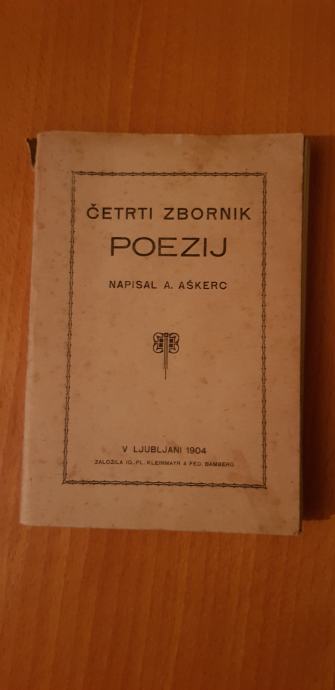 ČETRTI ZBORNIK
POEZIJ
NAPISAL A. AŠKERC
V LJUBLJANI 1904
ZALOŽILA IG. PL. KLEINMAYR & FED. BAMBERG